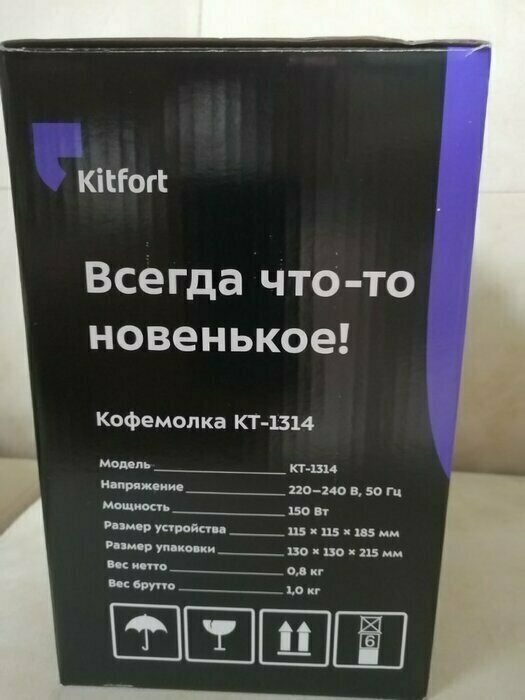 Kitfort
Всегда что-то
новенькое!
Кофемолка КТ-1314
Модель КТ-1314
Напряжение 220–240 В, 50 Гц
Мощность 150 Вт
Размер устройства 115 × 115 × 185 мм
Размер упаковки 130 × 130 × 215 мм
Вес нетто 0,8 кг
Вес брутто 1,0 кг
6